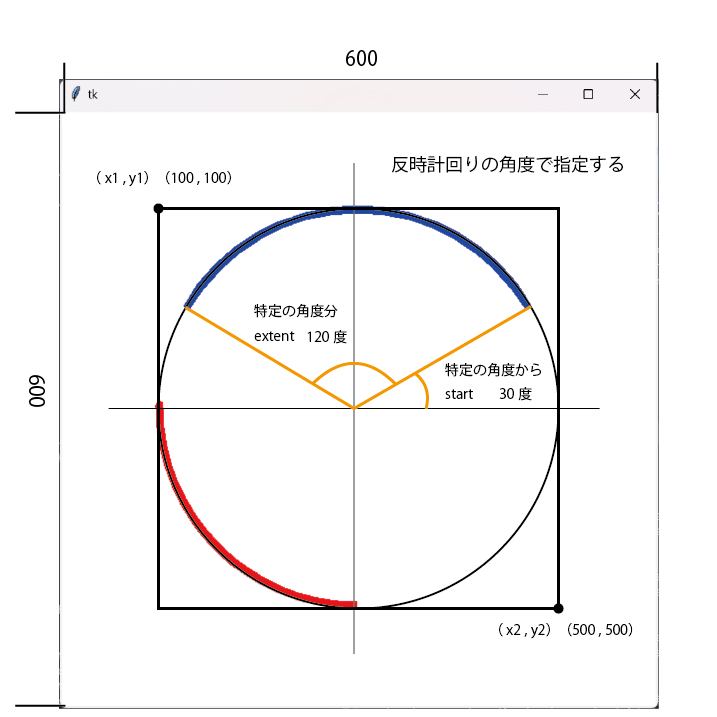 600
tk
反時計回りの角度で指定する
（ x1 , y1） （100 , 100）
特定の角度分
extent 120 度
特定の角度から
start 30 度
600
（ x2 , y2） （500 , 500）